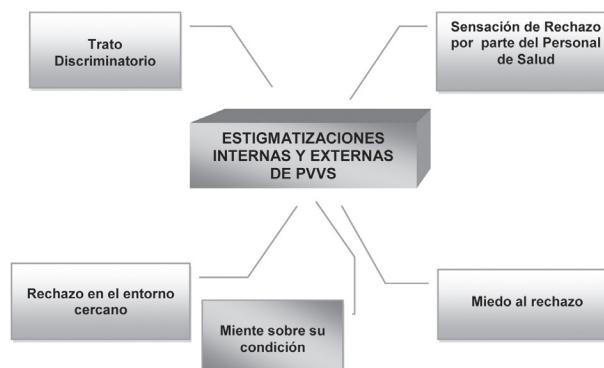 Trato
Discriminatorio
Sensación de Rechazo
por parte del Personal
de Salud
ESTIGMATIZACIONES
INTERNAS Y EXTERNAS
DE PVVS
Rechazo en el entorno
cercano
Miente sobre su
condición
Miedo al rechazo